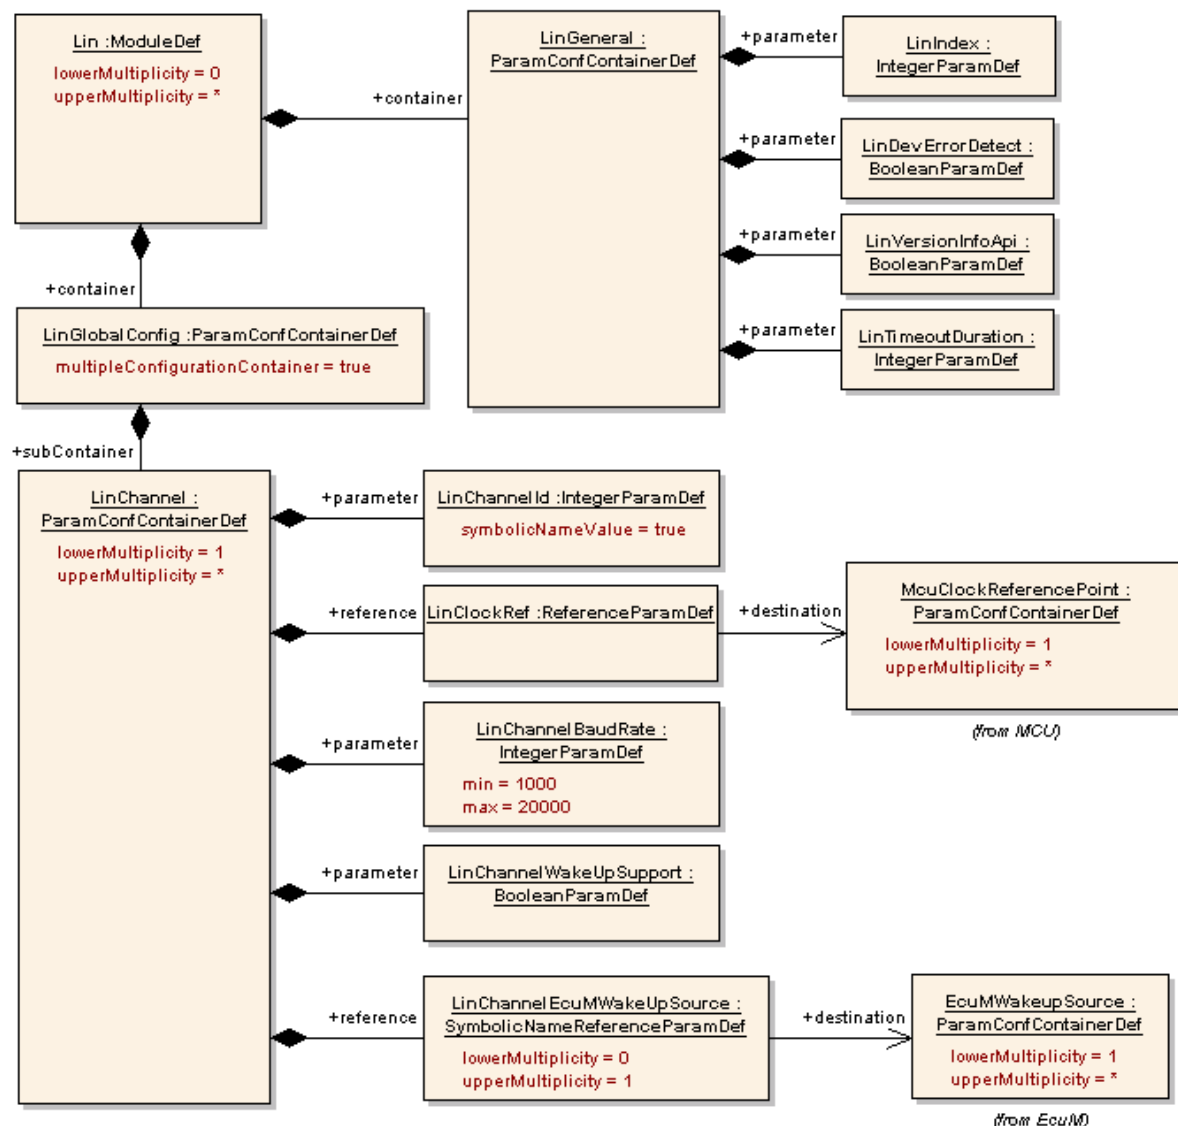 Lin :ModuleDef
lowerMultiplicity = 0
upperMultiplicity = *
+container
LinGeneral :
ParamConfContainerDef
+parameter
LinIndex :
IntegerParamDef
+parameter
LinDevErrorDetect :
BooleanParamDef
+parameter
LinVersionInfoApi :
BooleanParamDef
+parameter
LinTimeoutDuration :
IntegerParamDef
+container
LinGlobalConfig :ParamConfContainerDef
multipleConfigurationContainer = true
+subContainer
LinChannel :
ParamConfContainerDef
lowerMultiplicity = 1
upperMultiplicity = *
+parameter
LinChannelId :IntegerParamDef
symbolicNameValue = true
+reference
LinClockRef :ReferenceParamDef
+destination
McuClockReferencePoint :
ParamConfContainerDef
lowerMultiplicity = 1
upperMultiplicity = *
(from MCU)
+parameter
LinChannelBaudRate :
IntegerParamDef
min = 1000
max = 20000
+parameter
LinChannelWakeUpSupport :
BooleanParamDef
+reference
LinChannelEcuMWakeUpSource :
SymbolicNameReferenceParamDef
lowerMultiplicity = 0
upperMultiplicity = 1
+destination
EcuMWakeupSource :
ParamConfContainerDef
lowerMultiplicity = 1
upperMultiplicity = *
(from EcuM)